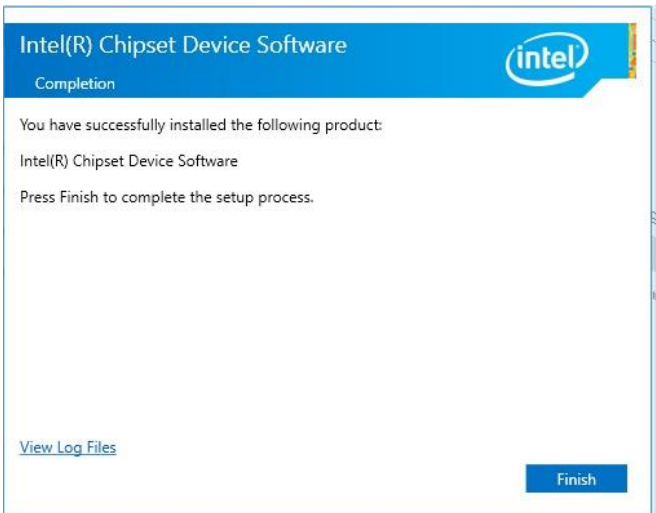 Intel(R) Chipset Device Software
intel
Completion
You have successfully installed the following product:
Intel(R) Chipset Device Software
Press Finish to complete the setup process.
View Log Files
Finish